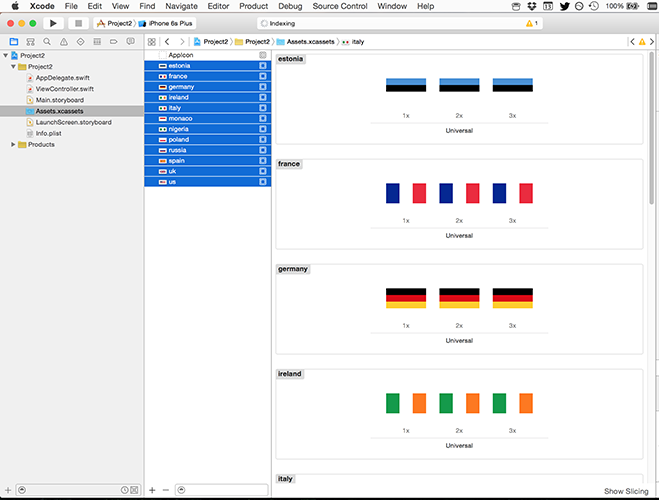 Xcode File Edit View Find Navigate Editor Product Debug Source Control Window Help 100%
Project2 iPhone 6s Plus Indexing 1
Project2 Project2 Assets.xcassets italy
Project2
Project2
AppDelegate.swift
ViewController.swift
Main.storyboard
Assets.xcassets
LaunchScreen.storyboard
Info.plist
Products
AppIcon
estonia
france
germany
ireland
italy
monaco
nigeria
poland
russia
spain
uk
us
estonia
1x 2x 3x
Universal
france
1x 2x 3x
Universal
germany
1x 2x 3x
Universal
ireland
1x 2x 3x
Universal
italy
Show Slicing